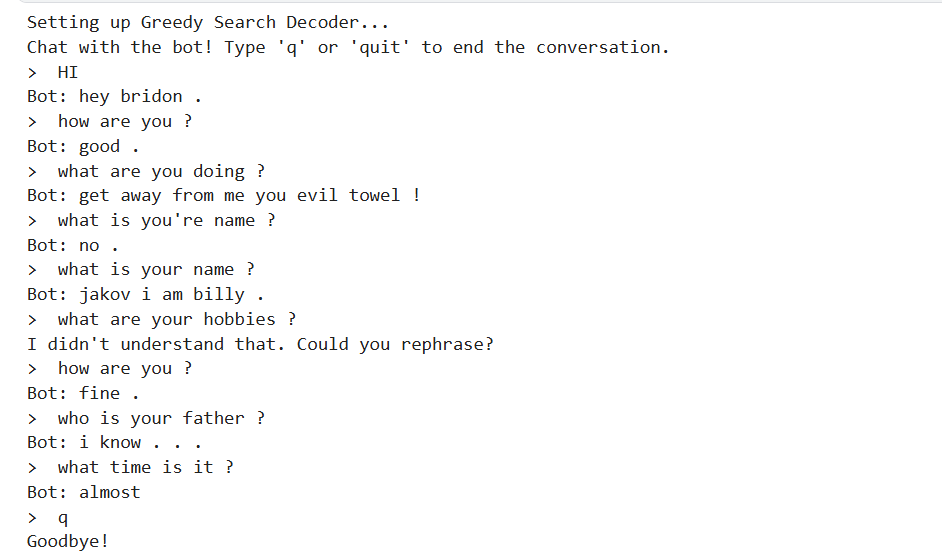 Setting up Greedy Search Decoder...
Chat with the bot! Type 'q' or 'quit' to end the conversation.
>  HI
Bot: hey bridon .
>  how are you ?
Bot: good .
>  what are you doing ?
Bot: get away from me you evil towel !
>  what is you're name ?
Bot: no .
>  what is your name ?
Bot: jakov i am billy .
>  what are your hobbies ?
I didn't understand that. Could you rephrase?
>  how are you ?
Bot: fine .
>  who is your father ?
Bot: i know . . .
>  what time is it ?
Bot: almost
>  q
Goodbye!